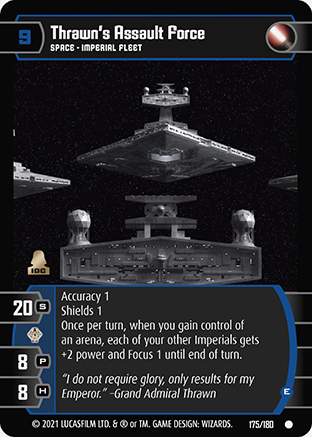 9
Thrawn's Assault Force
SPACE - IMPERIAL FLEET
IDC
20 S
8 P
8 H
Accuracy 1
Shields 1
Once per turn, when you gain control of
an arena, each of your other Imperials gets
+2 power and Focus 1 until end of turn.
“I do not require glory, only results for my
Emperor.” -Grand Admiral Thrawn
E
© 2021 LUCASFILM LTD. & ® or TM. GAME DESIGN: WIZARDS.
175/180